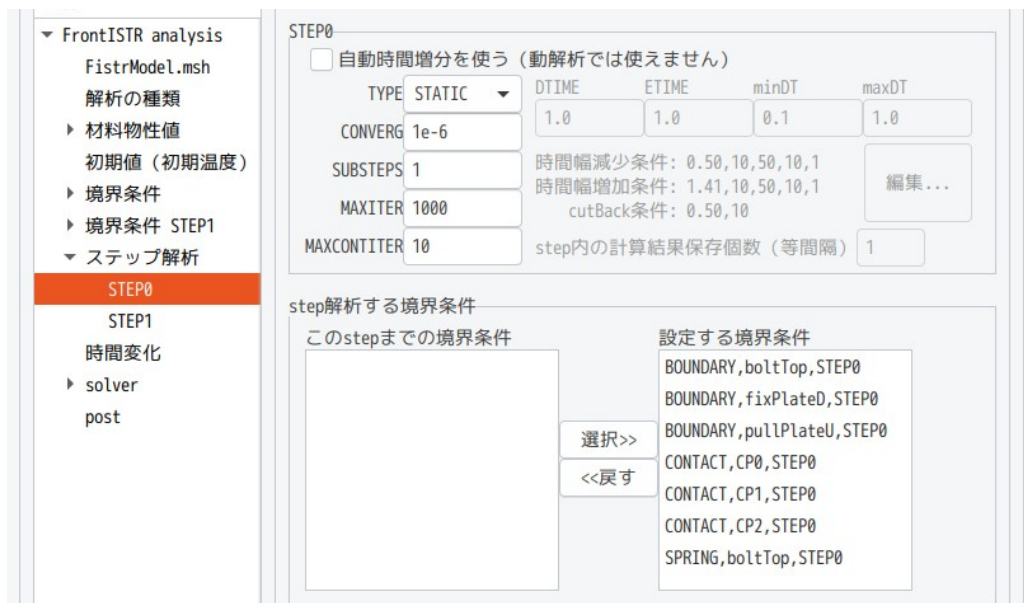 FrontISTR analysis
FistrModel.msh
解析の種類
材料物性値
初期値（初期温度）
境界条件
境界条件 STEP1
ステップ解析
STEP0
STEP1
時間変化
solver
post
STEP0
自動時間増分を使う（動解析では使えません）
TYPE STATIC
CONVERG 1e-6
SUBSTEPS 1
MAXITER 1000
MAXCONTITER 10
DTIME ETIME minDT maxDT
1.0 1.0 0.1 1.0
時間幅減少条件: 0.50,10,50,10,1
時間幅増加条件: 1.41,10,50,10,1
cutBack条件: 0.50,10
編集...
step内の計算結果保存個数（等間隔） 1
step解析する境界条件
このstepまでの境界条件
選択>>
<<戻す
設定する境界条件
BOUNDARY,boltTop,STEP0
BOUNDARY,fixPlateD,STEP0
BOUNDARY,pullPlateU,STEP0
CONTACT,CP0,STEP0
CONTACT,CP1,STEP0
CONTACT,CP2,STEP0
SPRING,boltTop,STEP0